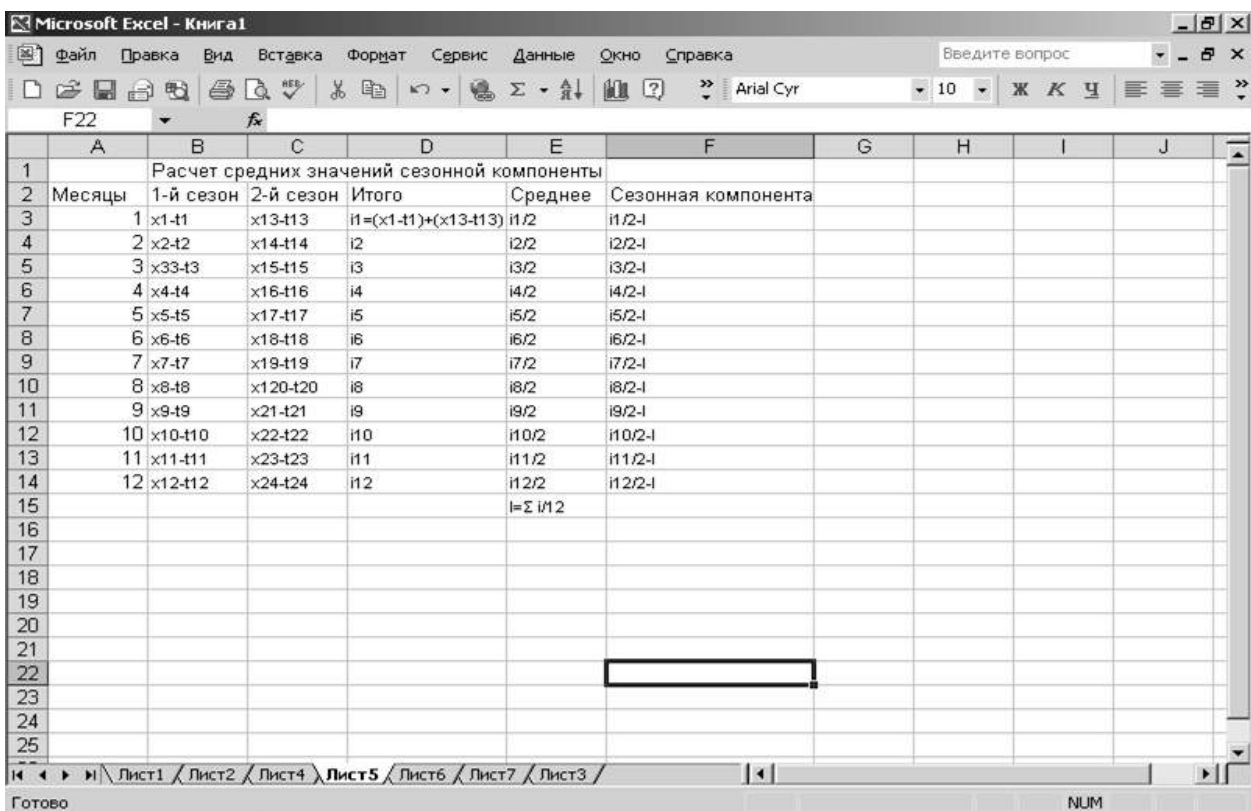 Microsoft Excel - Книга1
Файл Правка Вид Вставка Формат Сервис Данные Окно Справка Введите вопрос
Arial Cyr 10 Ж К Ч
F22 fx
A B C D E F G H I J
1 Расчет средних значений сезонной компоненты
2 Месяцы 1-й сезон 2-й сезон Итого Среднее Сезонная компонента
3 1 x1-t1 x13-t13 i1=(x1-t1)+(x13-t13) i1/2 i1/2-I
4 2 x2-t2 x14-t14 i2 i2/2 i2/2-I
5 3 x33-t3 x15-t15 i3 i3/2 i3/2-I
6 4 x4-t4 x16-t16 i4 i4/2 i4/2-I
7 5 x5-t5 x17-t17 i5 i5/2 i5/2-I
8 6 x6-t6 x18-t18 i6 i6/2 i6/2-I
9 7 x7-t7 x19-t19 i7 i7/2 i7/2-I
10 8 x8-t8 x120-t20 i8 i8/2 i8/2-I
11 9 x9-t9 x21-t21 i9 i9/2 i9/2-I
12 10 x10-t10 x22-t22 i10 i10/2 i10/2-I
13 11 x11-t11 x23-t23 i11 i11/2 i11/2-I
14 12 x12-t12 x24-t24 i12 i12/2 i12/2-I
15 I=Σ i/12
16
17
18
19
20
21
22
23
24
25
Лист1 Лист2 Лист4 Лист5 Лист6 Лист7 Лист3
Готово NUM